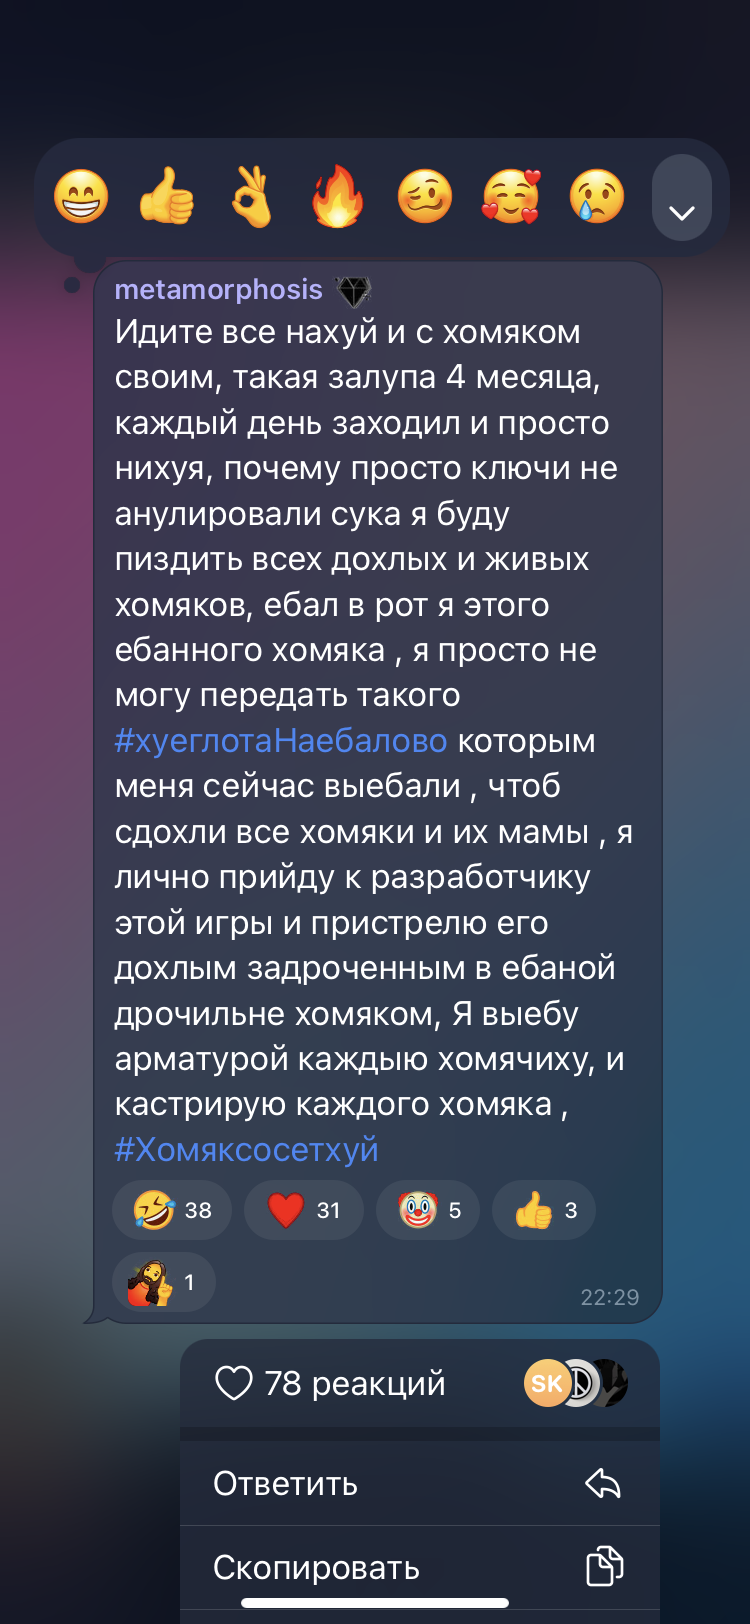 metamorphosis
Идите все нахуй и с хомяком
своим, такая залупа 4 месяца,
каждый день заходил и просто
нихуя, почему просто ключи не
анулировали сука я буду
пиздить всех дохлых и живых
хомяков, ебал в рот я этого
ебанного хомяка , я просто не
могу передать такого
#хуеглотаНаебалово которым
меня сейчас выебали , чтоб
сдохли все хомяки и их мамы , я
лично прийду к разработчику
этой игры и пристрелю его
дохлым задроченным в ебаной
дрочильне хомяком, Я выебу
арматурой каждыю хомячиху, и
кастрирую каждого хомяка ,
#Хомяксосетхуй
38 31 5 3
1
22:29
78 реакций SK
Ответить
Скопировать